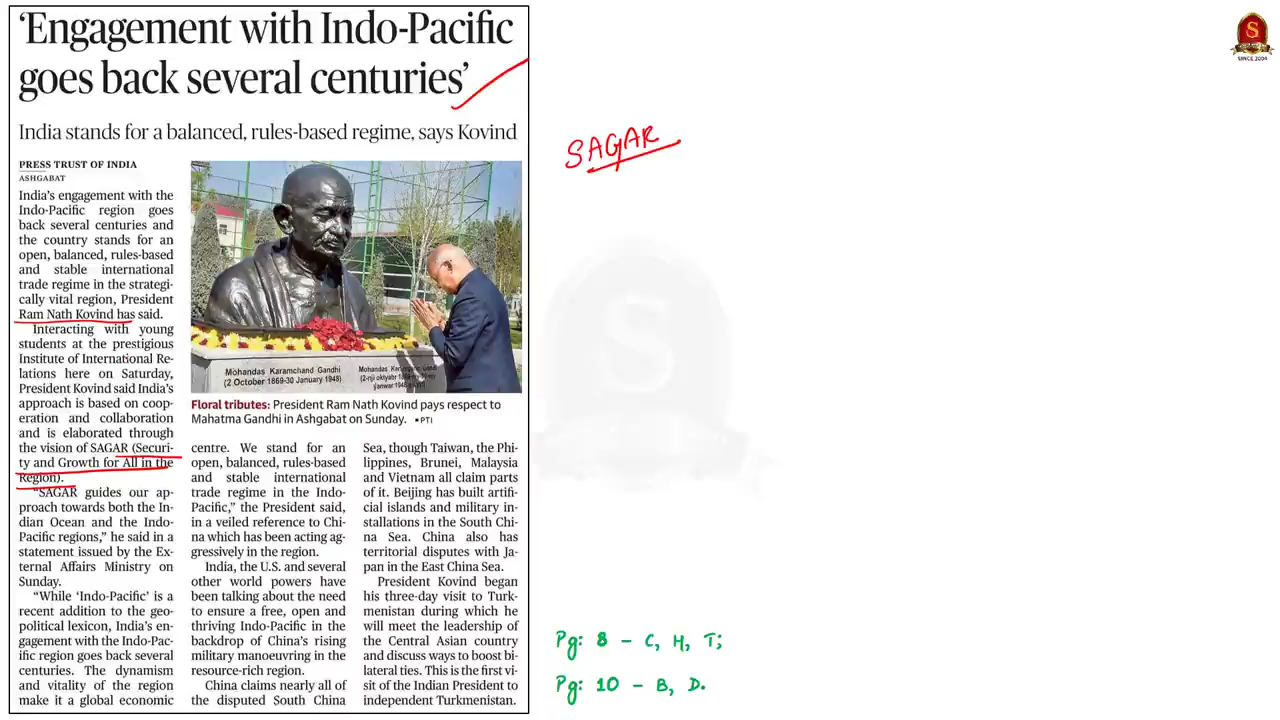 ‘Engagement with Indo-Pacific
goes back several centuries’
India stands for a balanced, rules-based regime, says Kovind
PRESS TRUST OF INDIA
ASHGABAT
India’s engagement with the
Indo-Pacific region goes
back several centuries and
the country stands for an
open, balanced, rules-based
and stable international
trade regime in the strategi-
cally vital region, President
Ram Nath Kovind has said.
Interacting with young
students at the prestigious
Institute of International Re-
lations here on Saturday,
President Kovind said India’s
approach is based on coop-
eration and collaboration
and is elaborated through
the vision of SAGAR (Securi-
ty and Growth for All in the
Region).
“SAGAR guides our ap-
proach towards both the In-
dian Ocean and the Indo-
Pacific regions,” he said in a
statement issued by the Ex-
ternal Affairs Ministry on
Sunday.
“While ‘Indo-Pacific’ is a
recent addition to the geo-
political lexicon, India’s en-
gagement with the Indo-Pac-
ific region goes back several
centuries. The dynamism
and vitality of the region
make it a global economic
Mohandas Karamchand Gandhi
(2 October 1869-30 January 1948)
Floral tributes: President Ram Nath Kovind pays respect to
Mahatma Gandhi in Ashgabat on Sunday. ▪PTI
centre. We stand for an
open, balanced, rules-based
and stable international
trade regime in the Indo-
Pacific,” the President said,
in a veiled reference to Chi-
na which has been acting ag-
gressively in the region.
India, the U.S. and several
other world powers have
been talking about the need
to ensure a free, open and
thriving Indo-Pacific in the
backdrop of China’s rising
military manoeuvring in the
resource-rich region.
China claims nearly all of
the disputed South China
Sea, though Taiwan, the Phi-
lippines, Brunei, Malaysia
and Vietnam all claim parts
of it. Beijing has built artifi-
cial islands and military in-
stallations in the South Chi-
na Sea. China also has
territorial disputes with Ja-
pan in the East China Sea.
President Kovind began
his three-day visit to Turk-
menistan during which he
will meet the leadership of
the Central Asian country
and discuss ways to boost bi-
lateral ties. This is the first vi-
sit of the Indian President to
independent Turkmenistan.
SAGAR
Pg: 8 - C, H, T;
Pg: 10 - B, D.
S
SINCE 2004